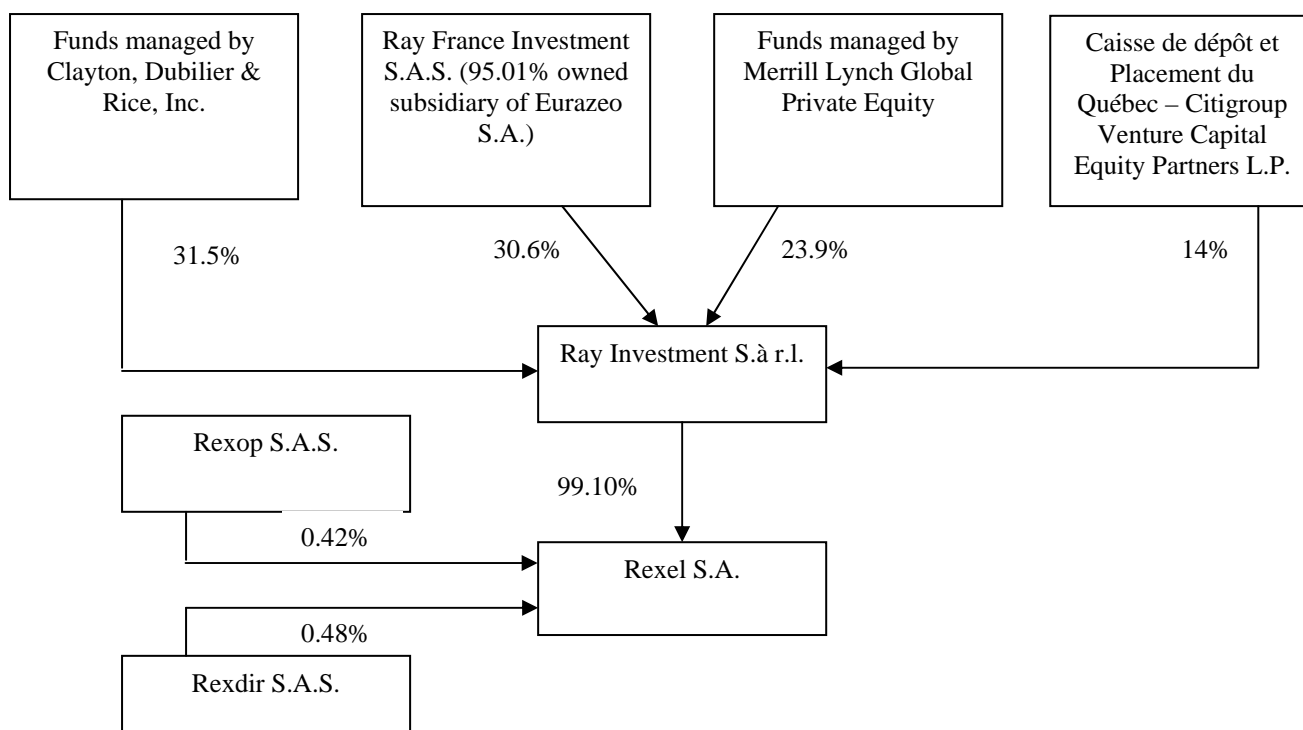 Funds managed by
Clayton, Dubilier &
Rice, Inc.
Ray France Investment
S.A.S. (95.01% owned
subsidiary of Eurazeo
S.A.)
Funds managed by
Merrill Lynch Global
Private Equity
Caisse de dépôt et
Placement du
Québec – Citigroup
Venture Capital
Equity Partners L.P.
31.5%
30.6%
23.9%
14%
Ray Investment S.à r.l.
Rexop S.A.S.
99.10%
0.42%
Rexel S.A.
0.48%
Rexdir S.A.S.